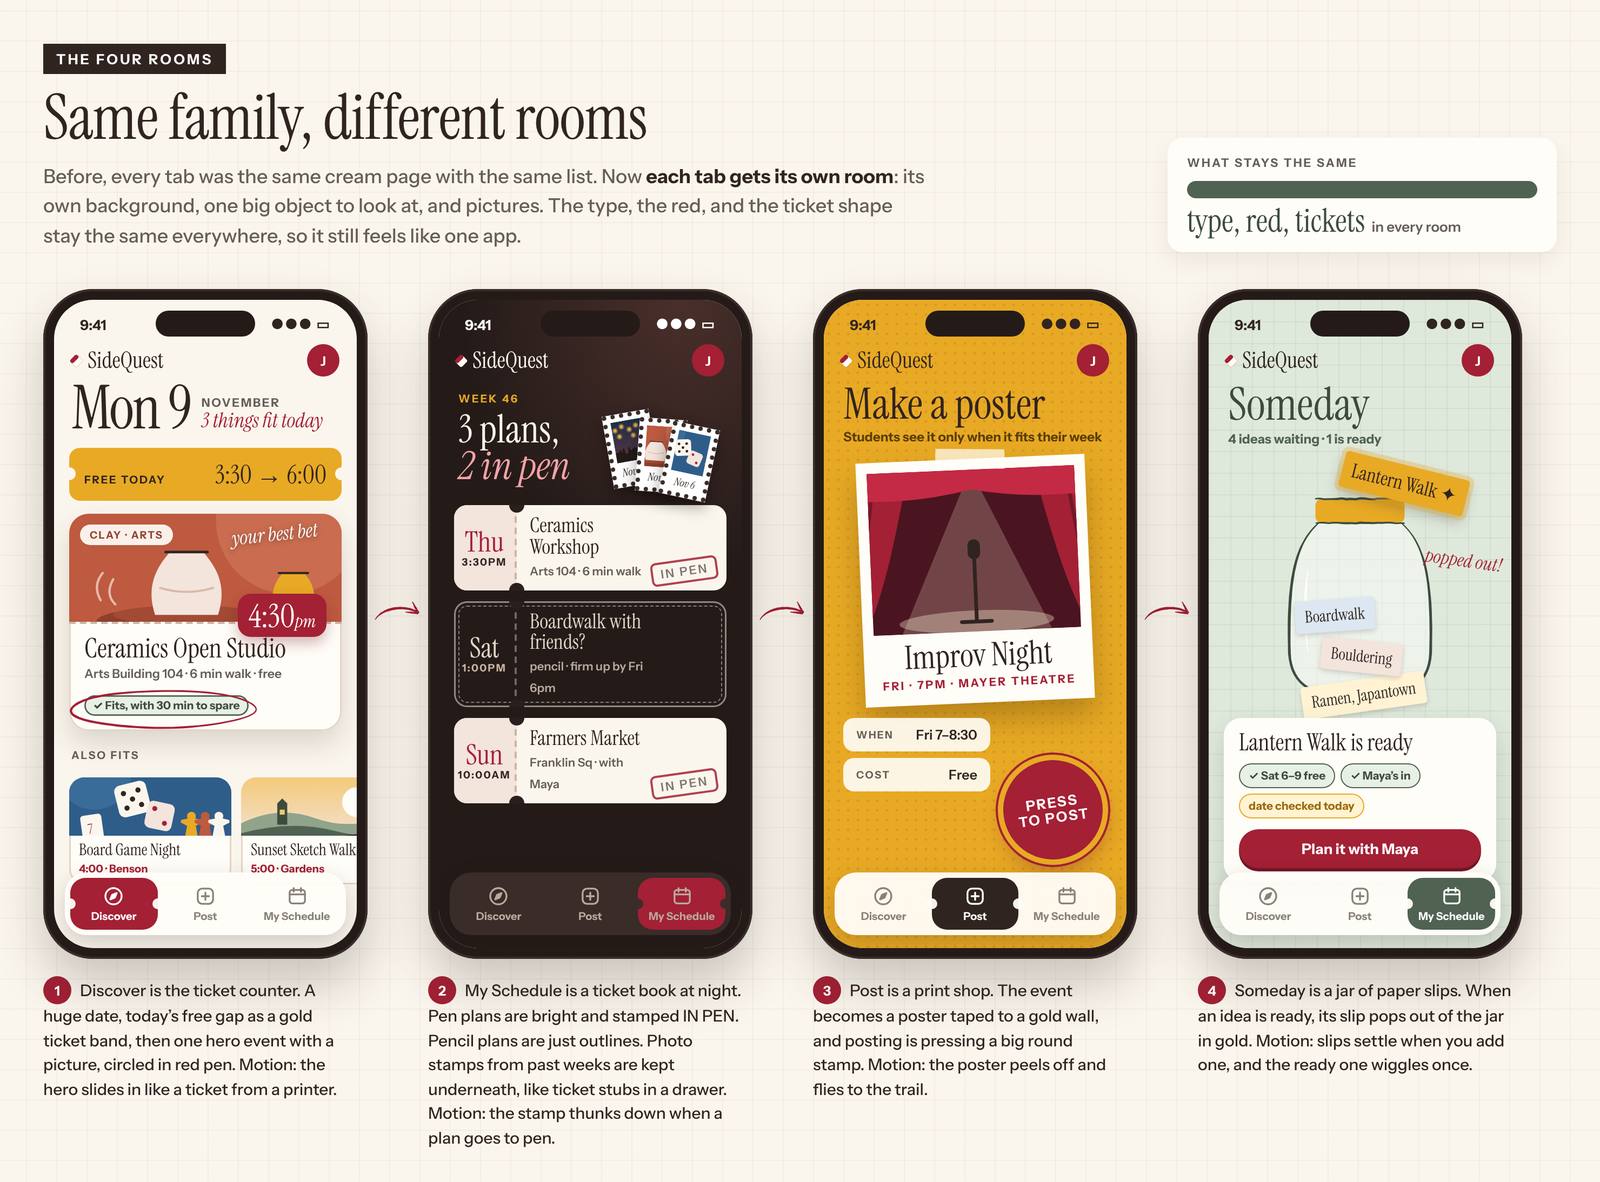 THE FOUR ROOMS
Same family, different rooms
Before, every tab was the same cream page with the same list. Now each tab gets its own room: its
own background, one big object to look at, and pictures. The type, the red, and the ticket shape
stay the same everywhere, so it still feels like one app.
WHAT STAYS THE SAME
type, red, tickets in every room
9:41
SideQuest
J
Mon 9
NOVEMBER
3 things fit today
FREE TODAY
3:30 → 6:00
CLAY · ARTS
your best bet
4:30pm
Ceramics Open Studio
Arts Building 104 · 6 min walk · free
✓ Fits, with 30 min to spare
ALSO FITS
7
Board Game Night
4:00 · Benson
Sunset Sketch Walk
5:00 · Gardens
Discover
Post
My Schedule
9:41
SideQuest
J
WEEK 46
3 plans,
2 in pen
Nov
Nov
Nov 6
Thu
3:30PM
Ceramics
Workshop
Arts 104 · 6 min walk
IN PEN
Sat
1:00PM
Boardwalk with
friends?
pencil · firm up by Fri
6pm
Sun
10:00AM
Farmers Market
Franklin Sq · with
Maya
IN PEN
Discover
Post
My Schedule
9:41
SideQuest
J
Make a poster
Students see it only when it fits their week
Improv Night
FRI · 7PM · MAYER THEATRE
WHEN
Fri 7–8:30
COST
Free
PRESS
TO POST
Discover
Post
My Schedule
9:41
SideQuest
J
Someday
4 ideas waiting · 1 is ready
Lantern Walk ✦
popped out!
Boardwalk
Bouldering
Ramen, Japantown
Lantern Walk is ready
✓ Sat 6–9 free
✓ Maya's in
date checked today
Plan it with Maya
Discover
Post
My Schedule
1 Discover is the ticket counter. A
huge date, today's free gap as a gold
ticket band, then one hero event with a
picture, circled in red pen. Motion: the
hero slides in like a ticket from a printer.
2 My Schedule is a ticket book at night.
Pen plans are bright and stamped IN PEN.
Pencil plans are just outlines. Photo
stamps from past weeks are kept
underneath, like ticket stubs in a drawer.
Motion: the stamp thunks down when a
plan goes to pen.
3 Post is a print shop. The event
becomes a poster taped to a gold wall,
and posting is pressing a big round
stamp. Motion: the poster peels off and
flies to the trail.
4 Someday is a jar of paper slips. When
an idea is ready, its slip pops out of the jar
in gold. Motion: slips settle when you add
one, and the ready one wiggles once.